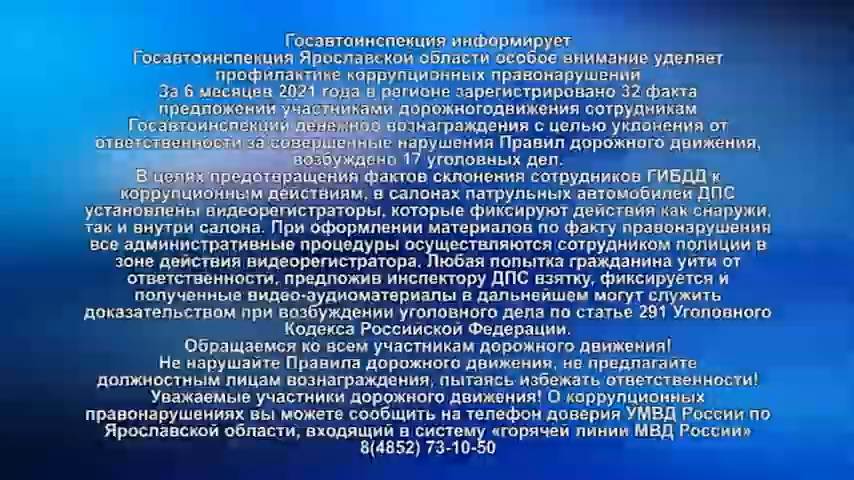 Госавтоинспекция информирует
Госавтоинспекция Ярославской области особое внимание уделяет
профилактике коррупционных правонарушений
За 6 месяцев 2021 года в регионе зарегистрировано 32 факта
предложений участниками дорожногодвижения сотрудникам
Госавтоинспекций денежного вознаграждения с целью уклонения от
ответственности за совершенные нарушения Правил дорожного движения,
возбуждено 17 уголовных дел.
В целях предотвращения фактов склонения сотрудников ГИБДД к
коррупционным действиям, в салонах патрульных автомобилей ДПС
установлены видеорегистраторы, которые фиксируют действия как снаружи,
так и внутри салона. При оформлении материалов по факту правонарушения
все административные процедуры осуществляются сотрудником полиции в
зоне действия видеорегистратора. Любая попытка гражданина уйти от
ответственности, предложив инспектору ДПС взятку, фиксируется и
полученные видео-аудиоматериалы в дальнейшем могут служить
доказательством при возбуждении уголовного дела по статье 291 Уголовного
Кодекса Российской Федерации.
Обращаемся ко всем участникам дорожного движения!
Не нарушайте Правила дорожного движения, не предлагайте
должностным лицам вознаграждения, пытаясь избежать ответственности!
Уважаемые участники дорожного движения! О коррупционных
правонарушениях вы можете сообщить на телефон доверия УМВД России по
Ярославской области, входящий в систему «горячей линии МВД России»
8(4852) 73-10-50